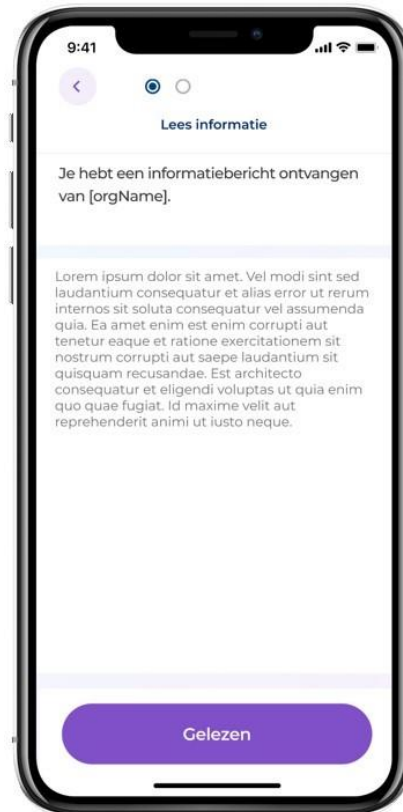 9:41
Lees informatie
Je hebt een informatiebericht ontvangen
van [orgName].
Lorem ipsum dolor sit amet. Vel modi sint sed
laudantium consequatur et alias error ut rerum
internos sit soluta consequatur vel assumenda
quia. Ea amet enim est enim corrupti aut
tenetur eaque et ratione exercitationem sit
nostrum corrupti aut saepe laudantium sit
quisquam recusandae. Est architecto
consequatur et eligendi voluptas ut quia enim
quo quae fugiat. Id maxime velit aut
reprehenderit animi ut iusto neque.
Gelezen